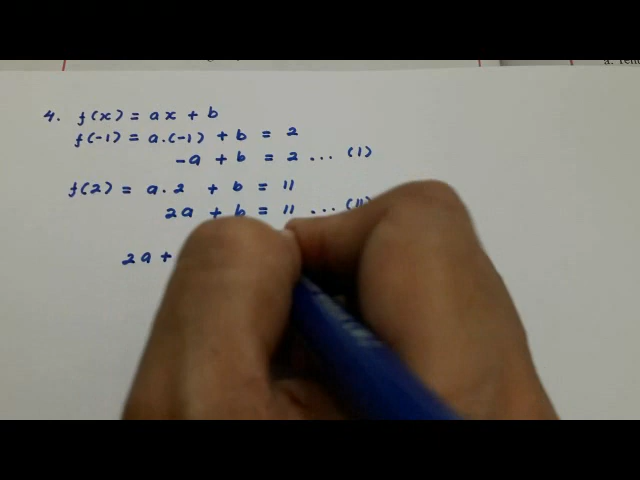 4. f(x) = ax + b
f(-1) = a.(-1) + b = 2
-a + b = 2 ... (1)
f(2) = a.2 + b = 11
2a + b = 11 ... (11)
2a +